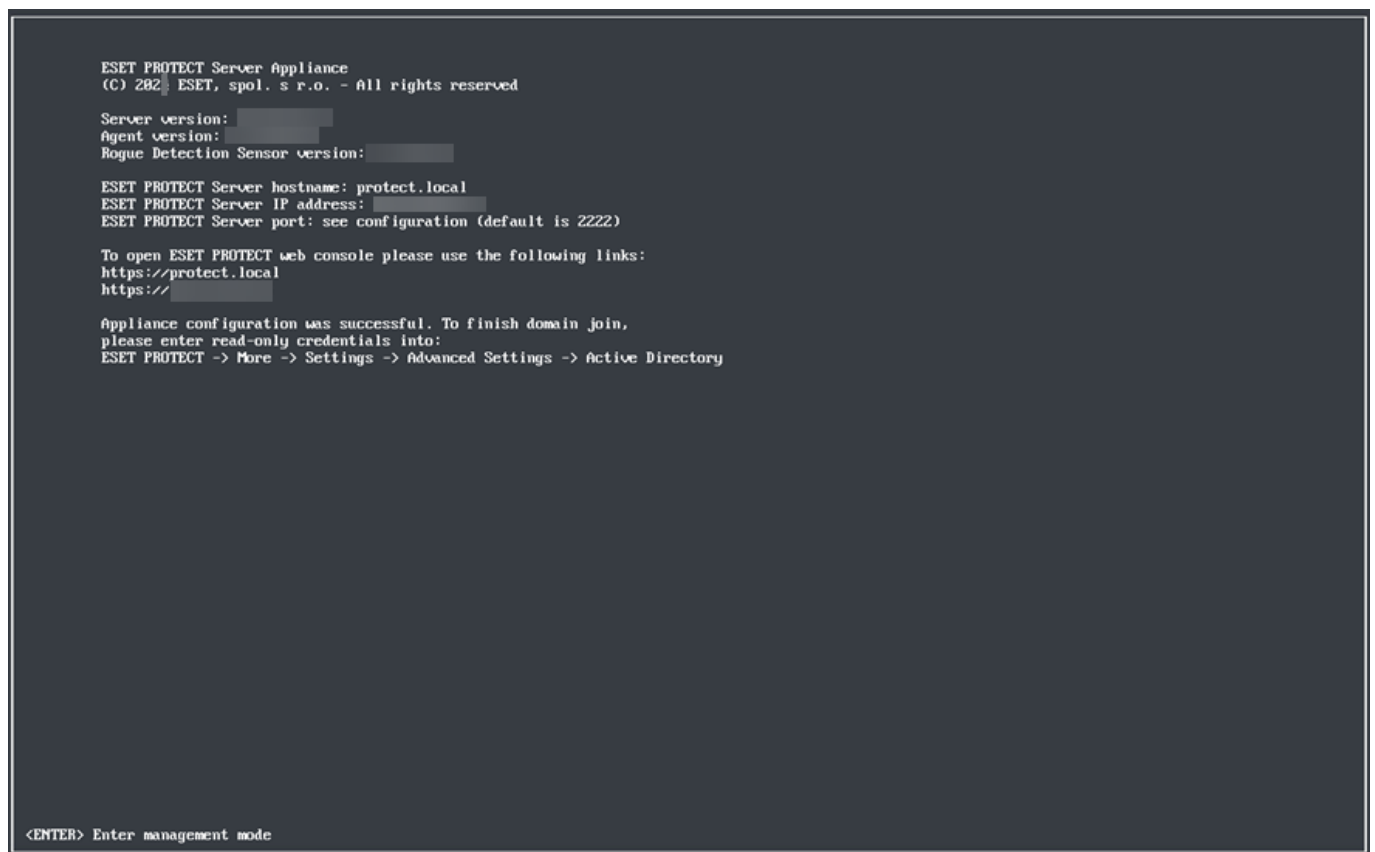 ESET PROTECT Server Appliance
(C) 202 ESET, spol. s r.o. - All rights reserved
Server version:
Agent version:
Rogue Detection Sensor version:
ESET PROTECT Server hostname: protect.local
ESET PROTECT Server IP address:
ESET PROTECT Server port: see configuration (default is 2222)
To open ESET PROTECT web console please use the following links:
https://protect.local
https://
Appliance configuration was successful. To finish domain join,
please enter read-only credentials into:
ESET PROTECT -> More -> Settings -> Advanced Settings -> Active Directory
<ENTER> Enter management mode